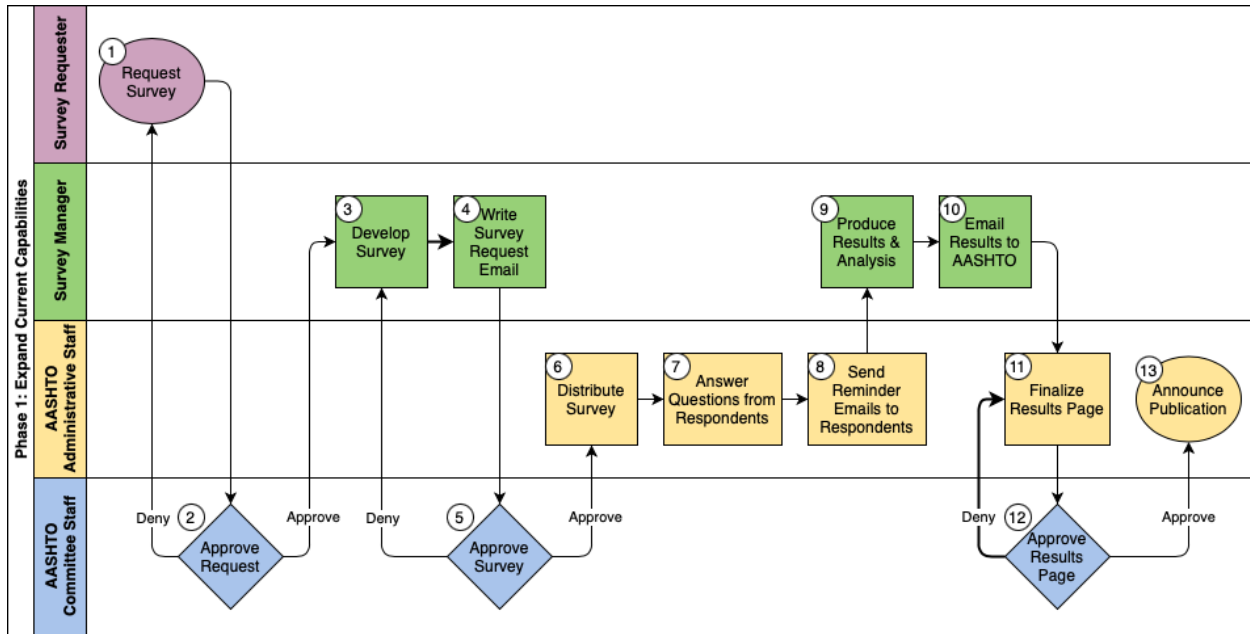 Phase 1: Expand Current Capabilities
Survey Requester
1
Request
Survey
Survey Manager
3
Develop
Survey
4
Write
Survey
Request
Email
9
Produce
Results &
Analysis
10
Email
Results to
AASHTO
AASHTO
Administrative Staff
6
Distribute
Survey
7
Answer
Questions from
Respondents
8
Send
Reminder
Emails to
Respondents
11
Finalize
Results Page
13
Announce
Publication
AASHTO
Committee Staff
Deny
2
Approve
Request
Approve
Deny
5
Approve
Survey
Approve
Deny
12
Approve
Results
Page
Approve